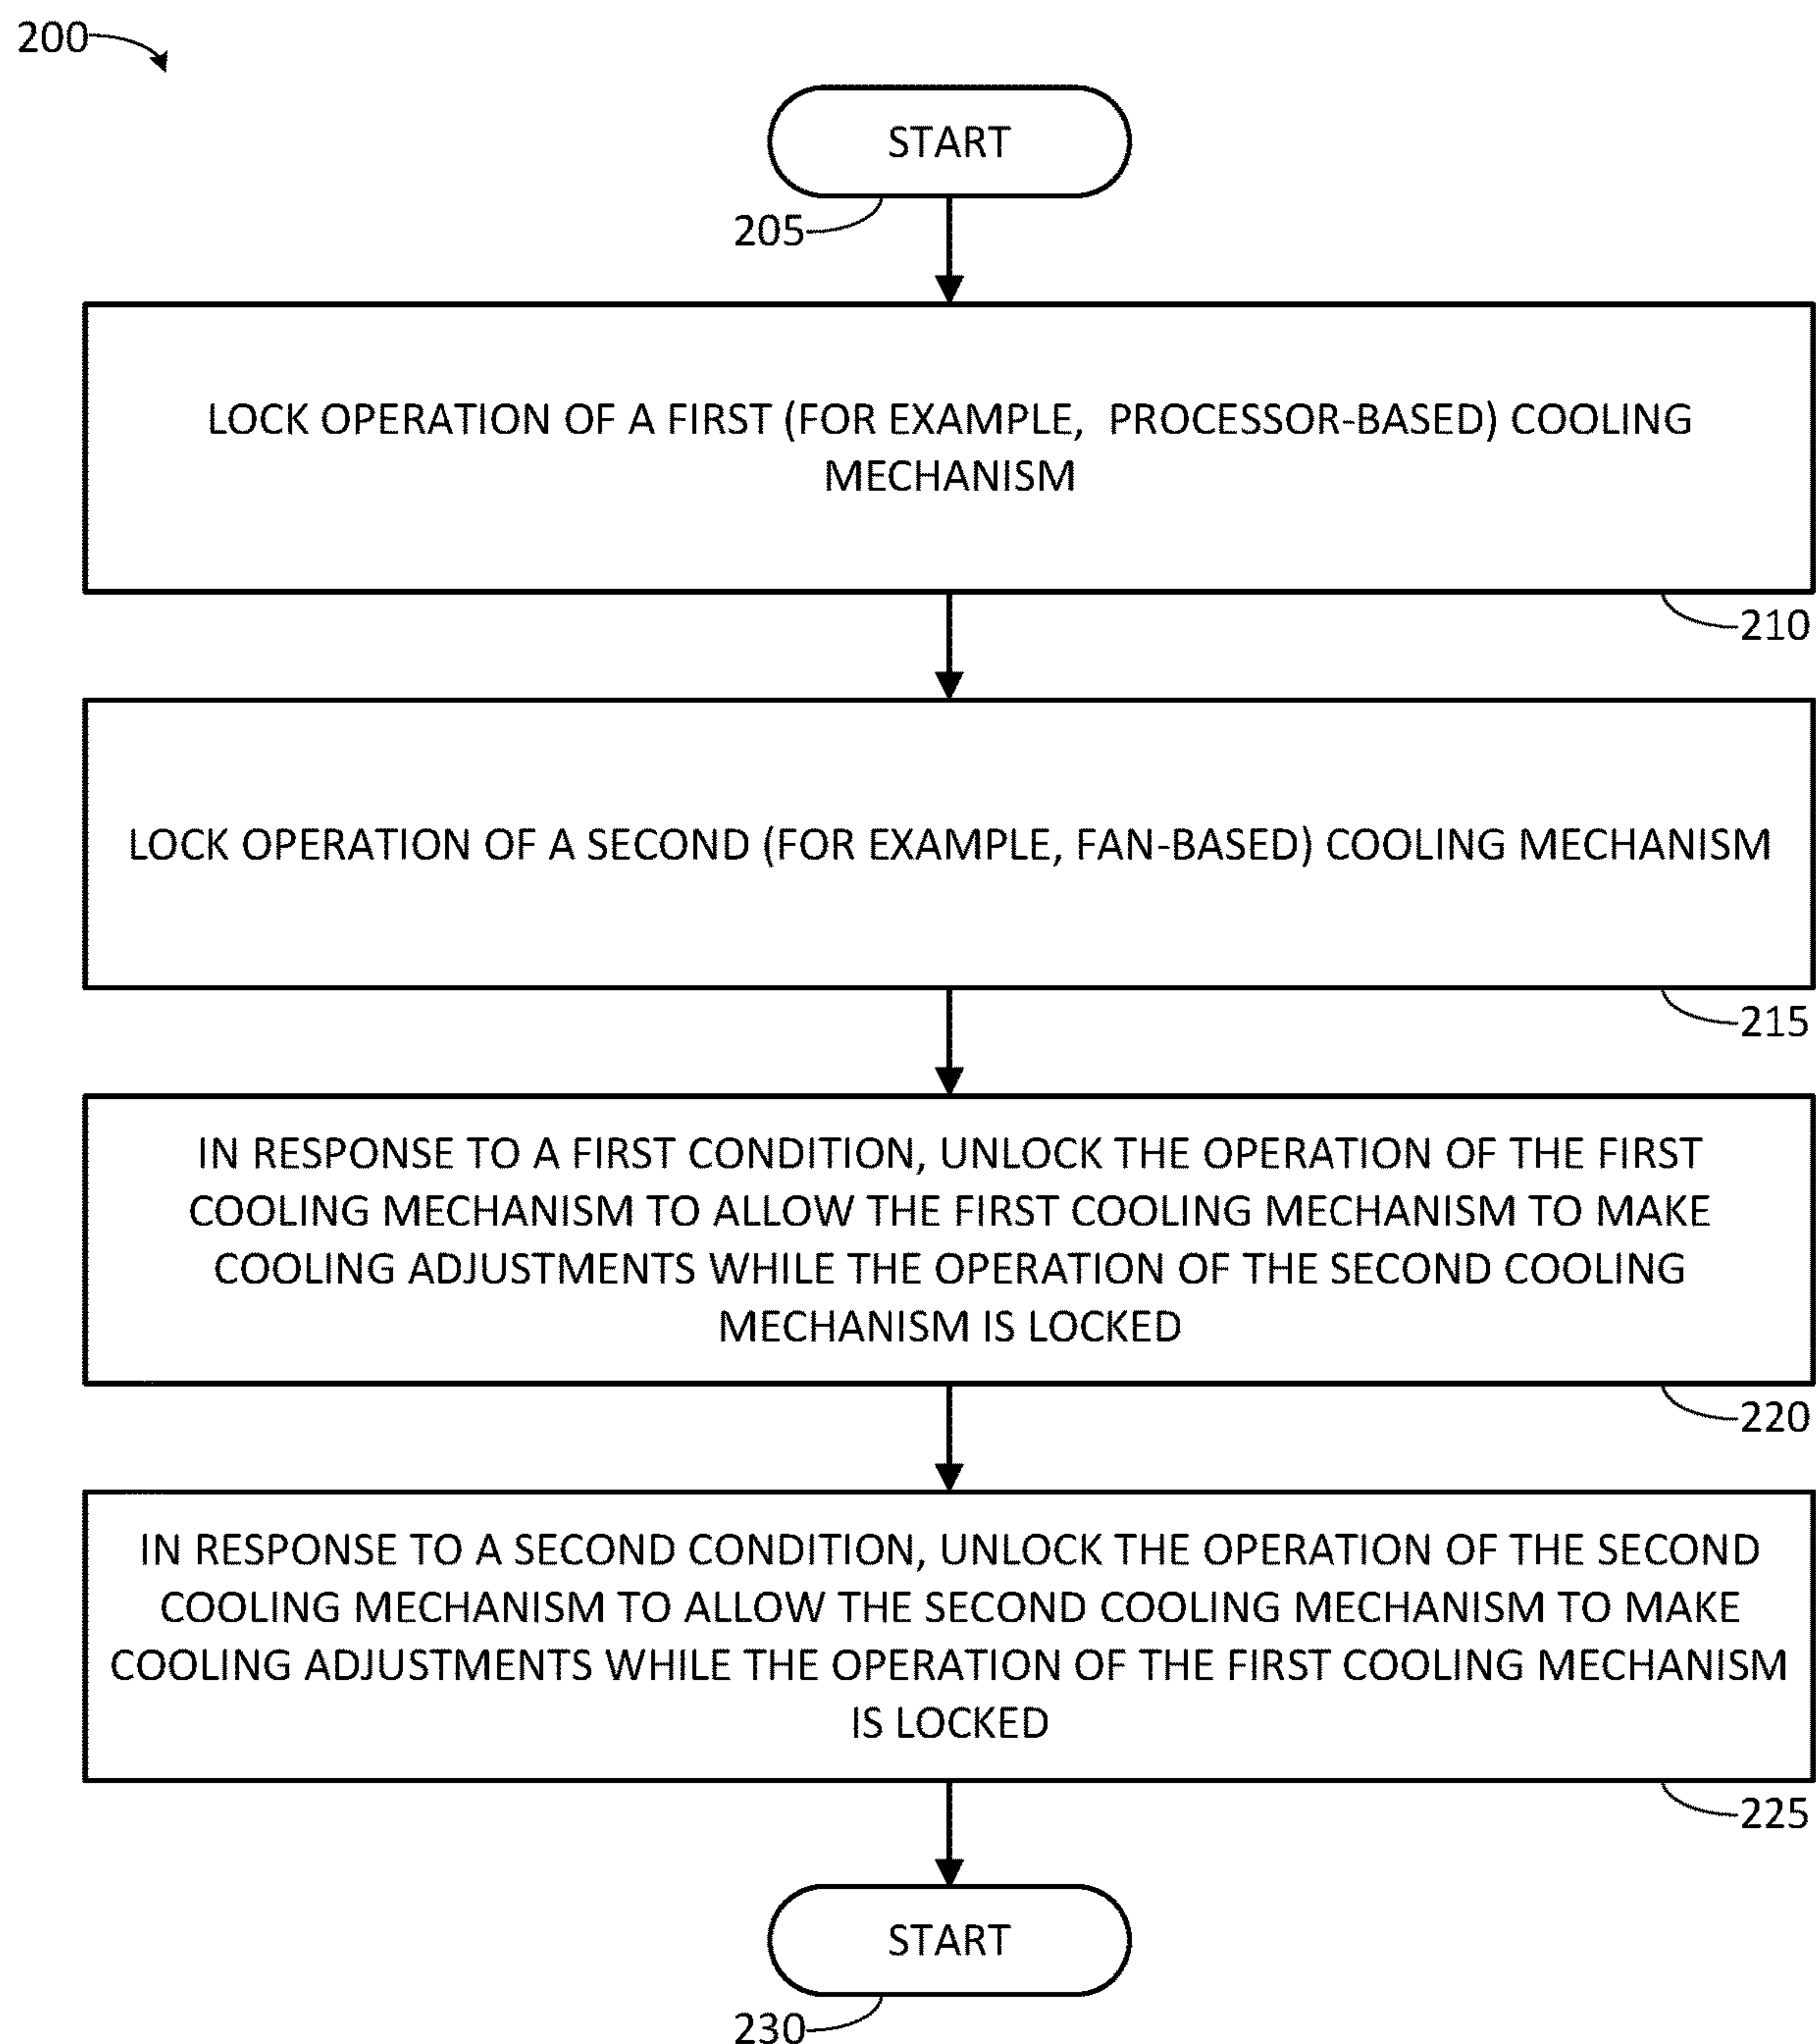 200
START
205
LOCK OPERATION OF A FIRST (FOR EXAMPLE, PROCESSOR-BASED) COOLING
MECHANISM
210
LOCK OPERATION OF A SECOND (FOR EXAMPLE, FAN-BASED) COOLING MECHANISM
215
IN RESPONSE TO A FIRST CONDITION, UNLOCK THE OPERATION OF THE FIRST
COOLING MECHANISM TO ALLOW THE FIRST COOLING MECHANISM TO MAKE
COOLING ADJUSTMENTS WHILE THE OPERATION OF THE SECOND COOLING
MECHANISM IS LOCKED
220
IN RESPONSE TO A SECOND CONDITION, UNLOCK THE OPERATION OF THE SECOND
COOLING MECHANISM TO ALLOW THE SECOND COOLING MECHANISM TO MAKE
COOLING ADJUSTMENTS WHILE THE OPERATION OF THE FIRST COOLING MECHANISM
IS LOCKED
225
START
230